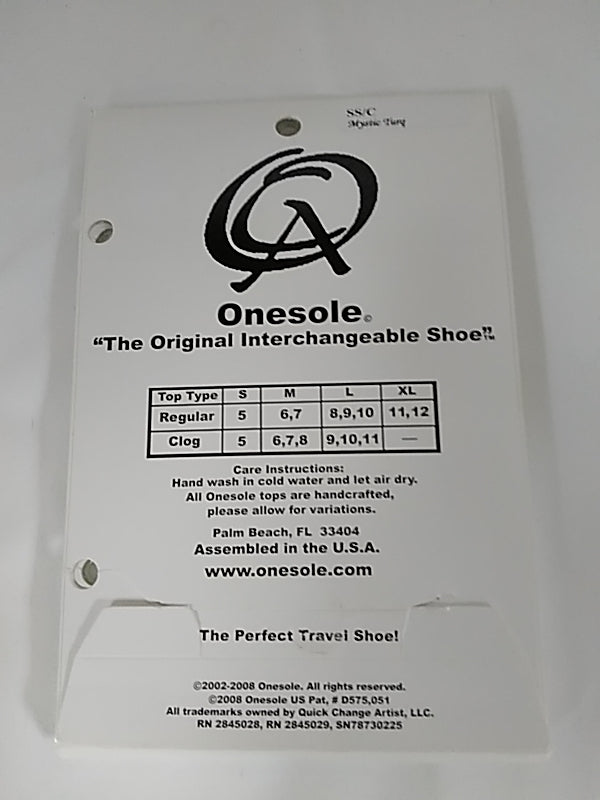 SS/C
Mystic Turq
Onesole©
“The Original Interchangeable Shoe”™
Top Type S M L XL
Regular 5 6,7 8,9,10 11,12
Clog 5 6,7,8 9,10,11 —
Care Instructions:
Hand wash in cold water and let air dry.
All Onesole tops are handcrafted,
please allow for variations.
Palm Beach, FL 33404
Assembled in the U.S.A.
www.onesole.com
The Perfect Travel Shoe!
©2002-2008 Onesole. All rights reserved.
©2008 Onesole US Pat, # D575,051
All trademarks owned by Quick Change Artist, LLC.
RN 2845028, RN 2845029, SN78730225